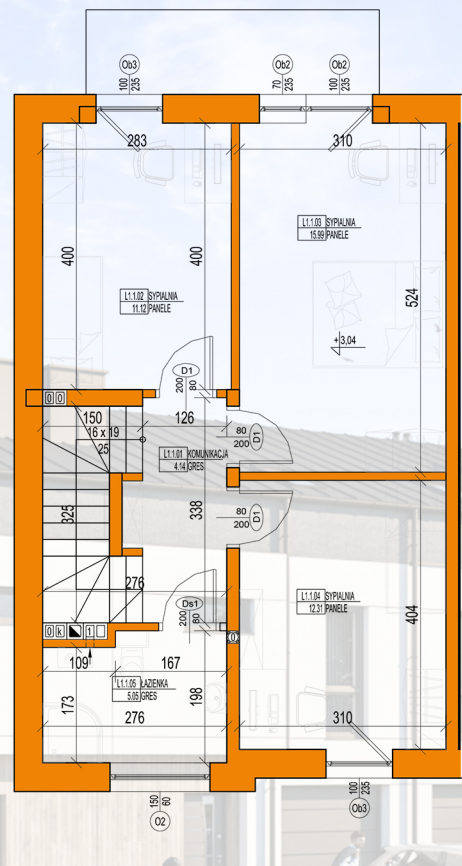 Ob3
100
235
Ob2
70
235
Ob2
100
235
283
310
400
400
L1.1.03 SYPIALNIA
15.99 PANELE
524
L1.1.02 SYPIALNIA
11.12 PANELE
+3,04
D1
200
80
0 0
150
126
16 x 19
25
80
200
D1
L1.1.01 KOMUNIKACJA
4.14 GRES
325
338
80
200
D1
276
Ds1
200
80
L1.1.04 SYPIALNIA
12.31 PANELE
404
0 k 1
0
109
167
L1.1.05 ŁAZIENKA
5.05 GRES
173
198
276
310
150
60
O2
100
235
Ob3